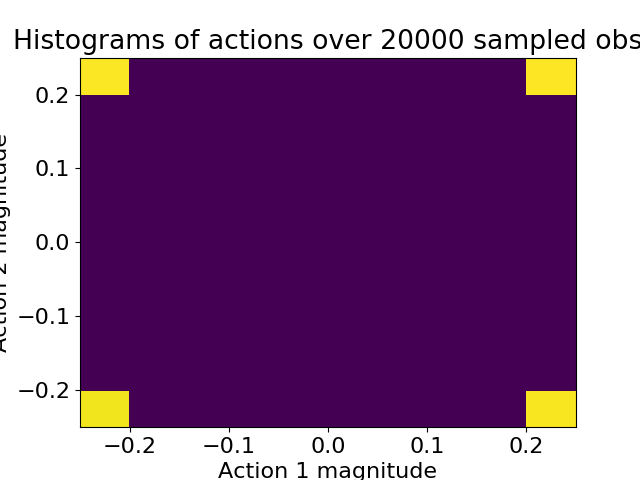 Histograms of actions over 20000 sampled obs
0.2
0.1
0.0
−0.1
−0.2
Action 2 magnitude
−0.2 −0.1 0.0 0.1 0.2
Action 1 magnitude